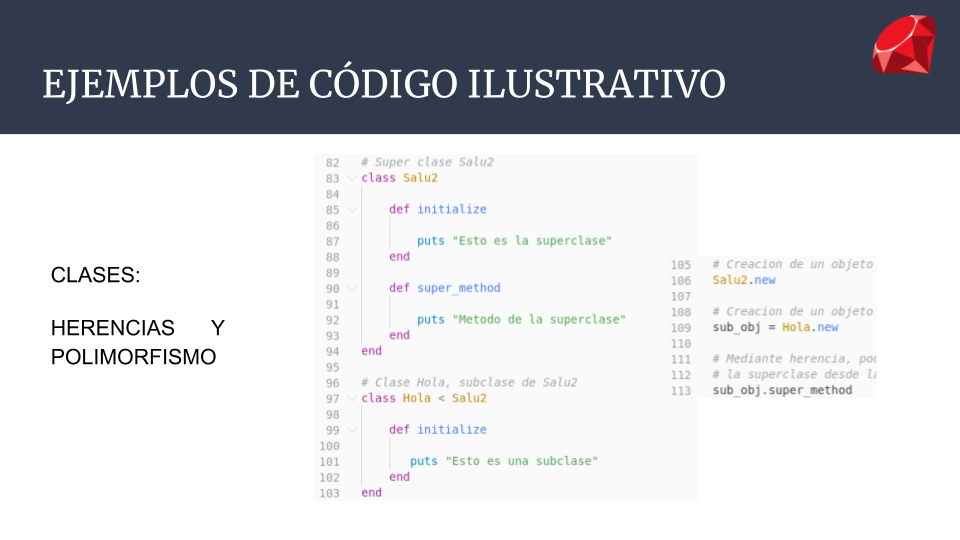 EJEMPLOS DE CÓDIGO ILUSTRATIVO
CLASES:
HERENCIAS Y
POLIMORFISMO
82 # Super clase Salu2
83 class Salu2
84
85 def initialize
86
87 puts "Esto es la superclase"
88 end
89
90 def super_method
91
92 puts "Metodo de la superclase"
93 end
94 end
95
96 # Clase Hola, subclase de Salu2
97 class Hola < Salu2
98
99 def initialize
100
101 puts "Esto es una subclase"
102 end
103 end
105 # Creacion de un objeto
106 Salu2.new
107
108 # Creacion de un objeto
109 sub_obj = Hola.new
110
111 # Mediante herencia,
112 # la superclase desde
113 sub_obj.super_method